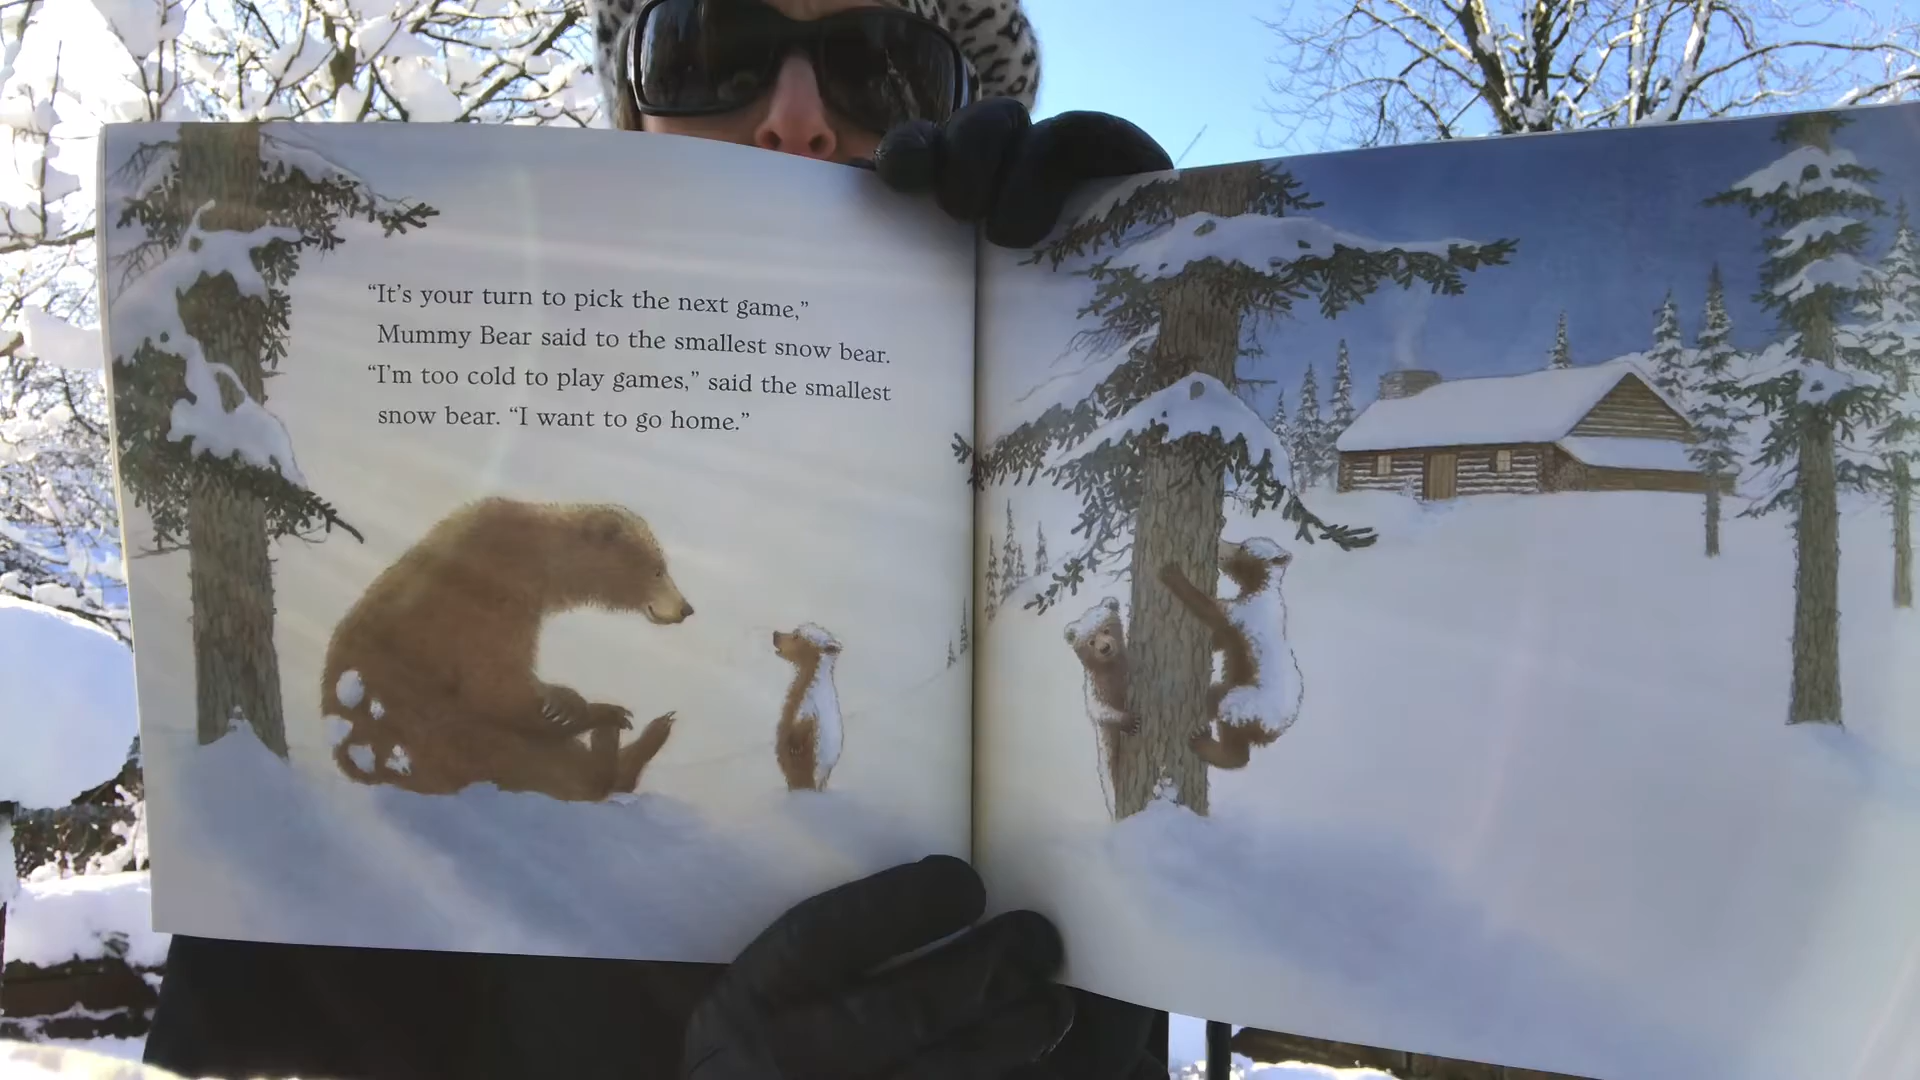 “It's your turn to pick the next game,”
Mummy Bear said to the smallest snow bear.
“I'm too cold to play games,” said the smallest
snow bear. “I want to go home.”